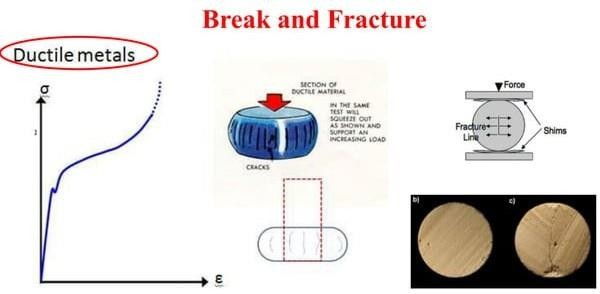 Break and Fracture
Ductile metals
σ
ε
SECTION OF
DUCTILE MATERIAL
IN THE SAME
TEST WILL
SQUEEZE OUT
AS SHOWN AND
SUPPORT AN
INCREASING LOAD
CRACKS
Force
Fracture
Line
Shims
b)
c)